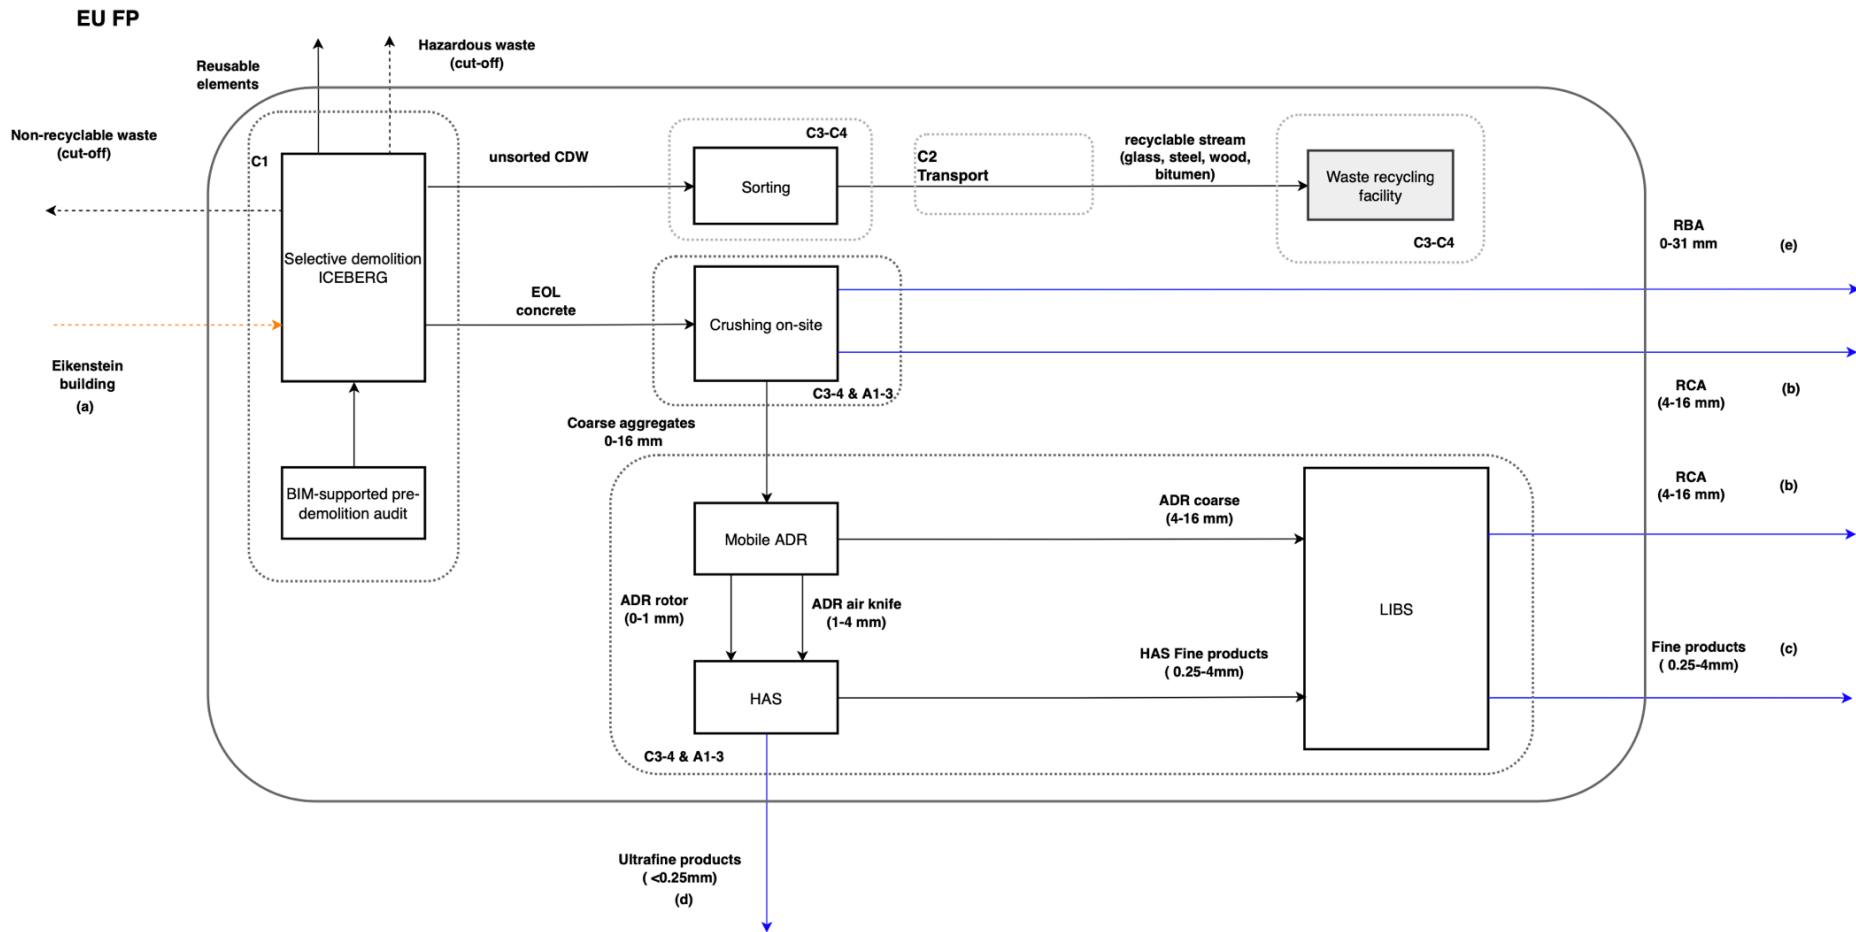 EU FP
Hazardous waste
(cut-off)
Reusable
elements
Non-recyclable waste
(cut-off)
C1
unsorted CDW
C3-C4
Sorting
C2
Transport
recyclable stream
(glass, steel, wood,
bitumen)
Waste recycling
facility
C3-C4
RBA
0-31 mm
(e)
Selective demolition
ICEBERG
EOL
concrete
Crushing on-site
C3-4 & A1-3
Eikenstein
building
(a)
RCA
(4-16 mm)
(b)
Coarse aggregates
0-16 mm
BIM-supported pre-
demolition audit
Mobile ADR
ADR coarse
(4-16 mm)
RCA
(4-16 mm)
(b)
ADR rotor
(0-1 mm)
ADR air knife
(1-4 mm)
LIBS
HAS
HAS Fine products
( 0.25-4mm)
Fine products
( 0.25-4mm)
(c)
C3-4 & A1-3
Ultrafine products
( <0.25mm)
(d)